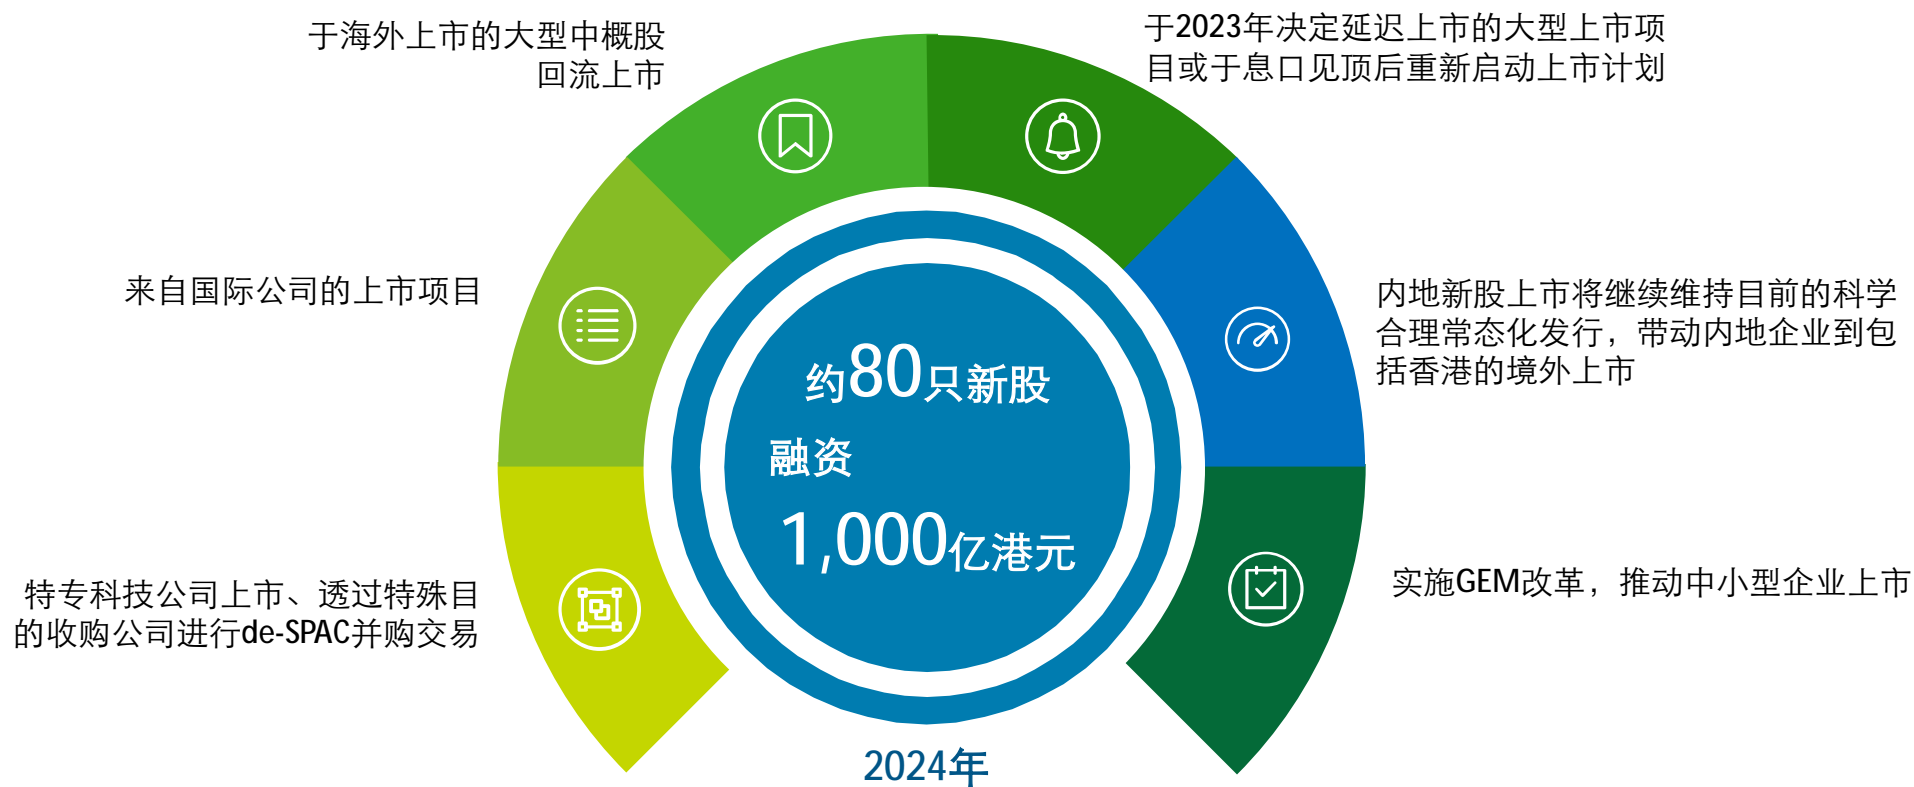 于海外上市的大型中概股
回流上市
于2023年决定延迟上市的大型上市项
目或于息口见顶后重新启动上市计划
来自国际公司的上市项目
内地新股上市将继续维持目前的科学
合理常态化发行，带动内地企业到包
括香港的境外上市
特专科技公司上市、透过特殊目
的收购公司进行de-SPAC并购交易
实施GEM改革，推动中小型企业上市
约80只新股
融资
1,000亿港元
2024年